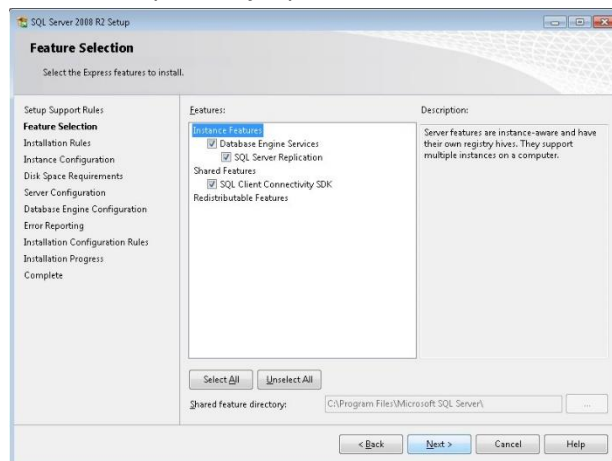 SQL Server 2008 R2 Setup
Feature Selection
Select the Express features to install.
Setup Support Rules
Feature Selection
Installation Rules
Instance Configuration
Disk Space Requirements
Server Configuration
Database Engine Configuration
Error Reporting
Installation Configuration Rules
Installation Progress
Complete
Features:
Instance Features
Database Engine Services
SQL Server Replication
Shared Features
SQL Client Connectivity SDK
Redistributable Features
Description:
Server features are instance-aware and have
their own registry hives. They support
multiple instances on a computer.
Select All
Unselect All
Shared feature directory:
C:\Program Files\Microsoft SQL Server\
...
< Back
Next >
Cancel
Help